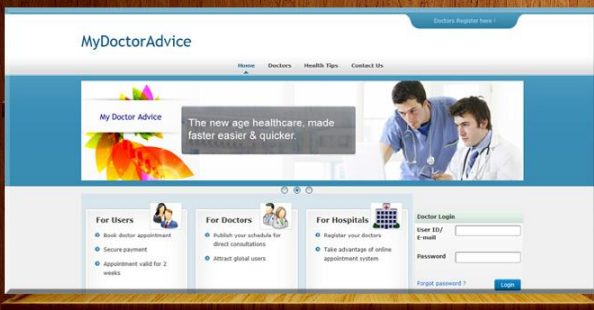 Doctors Register here !
MyDoctorAdvice
Home Doctors Health Tips Contact Us
My Doctor Advice
The new age healthcare, made
faster easier & quicker.
For Users
Book doctor appointment
Secure payment
Appointment valid for 2
weeks
For Doctors
Publish your schedule for
direct consultations
Attract global users
For Hospitals
Register your doctors
Take advantage of online
appointment system
Doctor Login
User ID/
E-mail
Password
Forgot password ?
Login